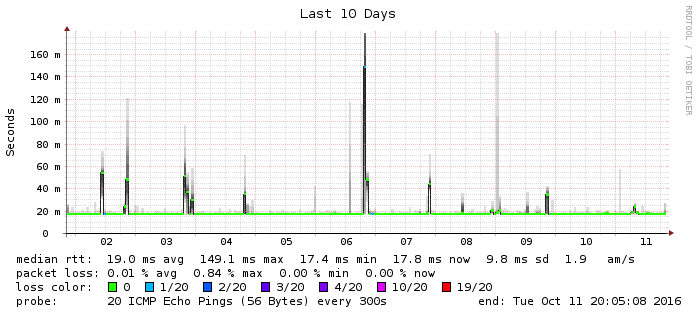 Last 10 Days
RRDTOOL / TOBI OETIKER
Seconds
160 m
140 m
120 m
100 m
80 m
60 m
40 m
20 m
0
02 03 04 05 06 07 08 09 10 11
median rtt: 19.0 ms avg 149.1 ms max 17.4 ms min 17.8 ms now 9.8 ms sd 1.9 am/s
packet loss: 0.01 % avg 0.84 % max 0.00 % min 0.00 % now
loss color: 0 1/20 2/20 3/20 4/20 10/20 19/20
probe: 20 ICMP Echo Pings (56 Bytes) every 300s end: Tue Oct 11 20:05:08 2016